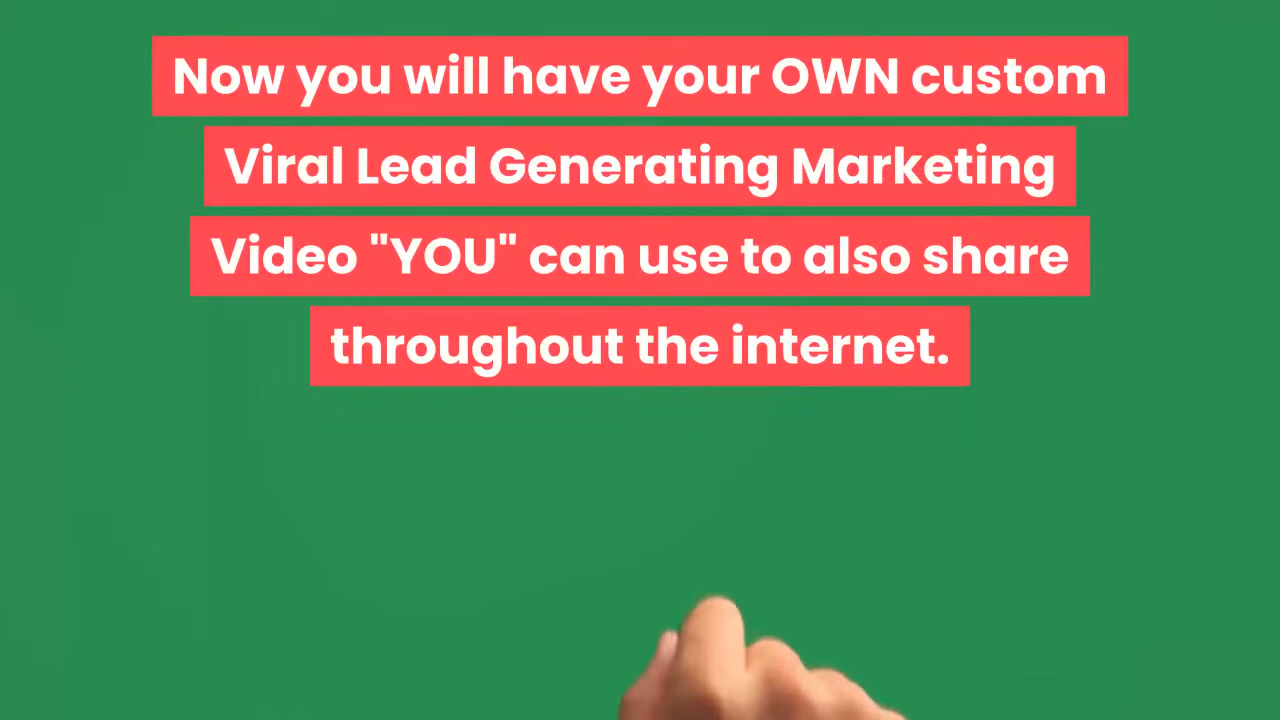 Now you will have your OWN custom
Viral Lead Generating Marketing
Video "YOU" can use to also share
throughout the internet.